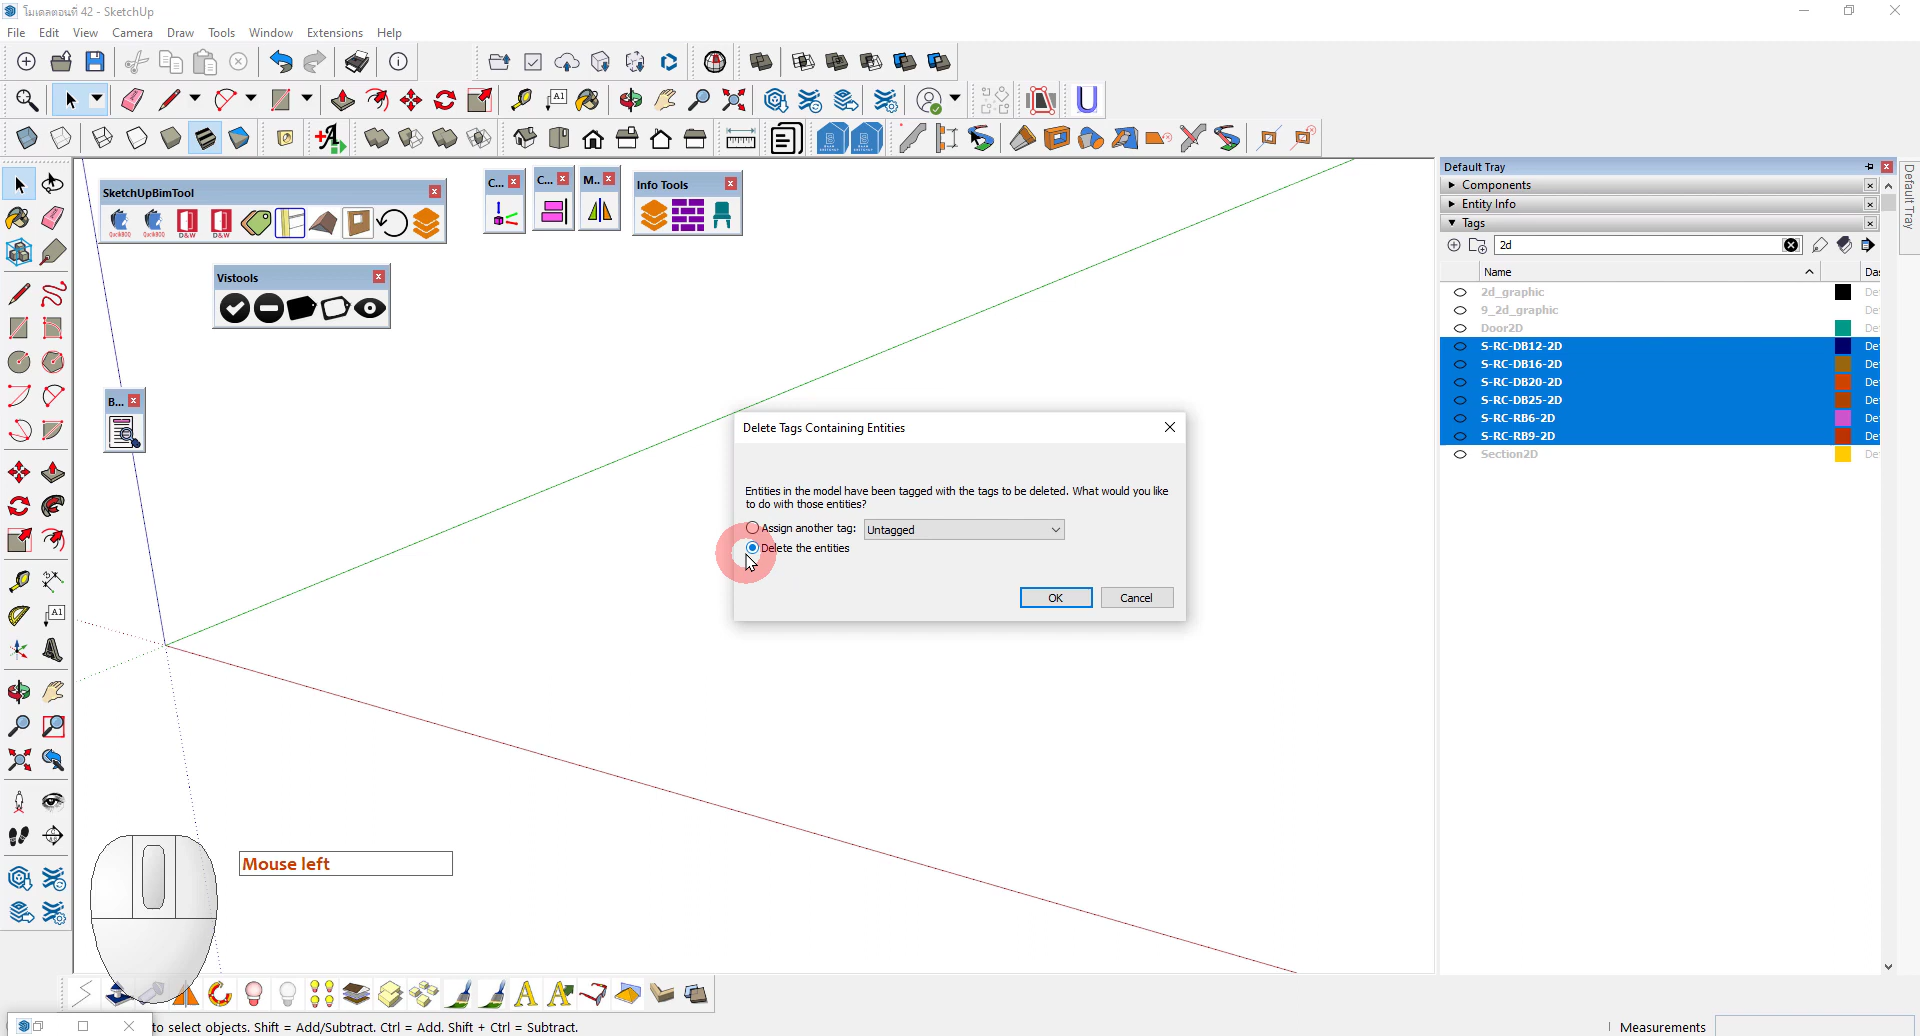 โมเดลตอนที่ 42 - SketchUp
File Edit View Camera Draw Tools Window Extensions Help
SketchUpBimTool
D&W
D&W
C...
C...
M..
Info Tools
Vistools
B...
Default Tray
Components
Entity Info
Tags
2d
Name
2d_graphic
9_2d_graphic
Door2D
S-RC-DB12-2D
S-RC-DB16-2D
S-RC-DB20-2D
S-RC-DB25-2D
S-RC-RB6-2D
S-RC-RB9-2D
Section2D
Default Tray
Delete Tags Containing Entities
Entities in the model have been tagged with the tags to be deleted. What would you like
to do with those entities?
Assign another tag: Untagged
Delete the entities
OK Cancel
Mouse left
to select objects. Shift = Add/Subtract. Ctrl = Add. Shift + Ctrl = Subtract.
Measurements